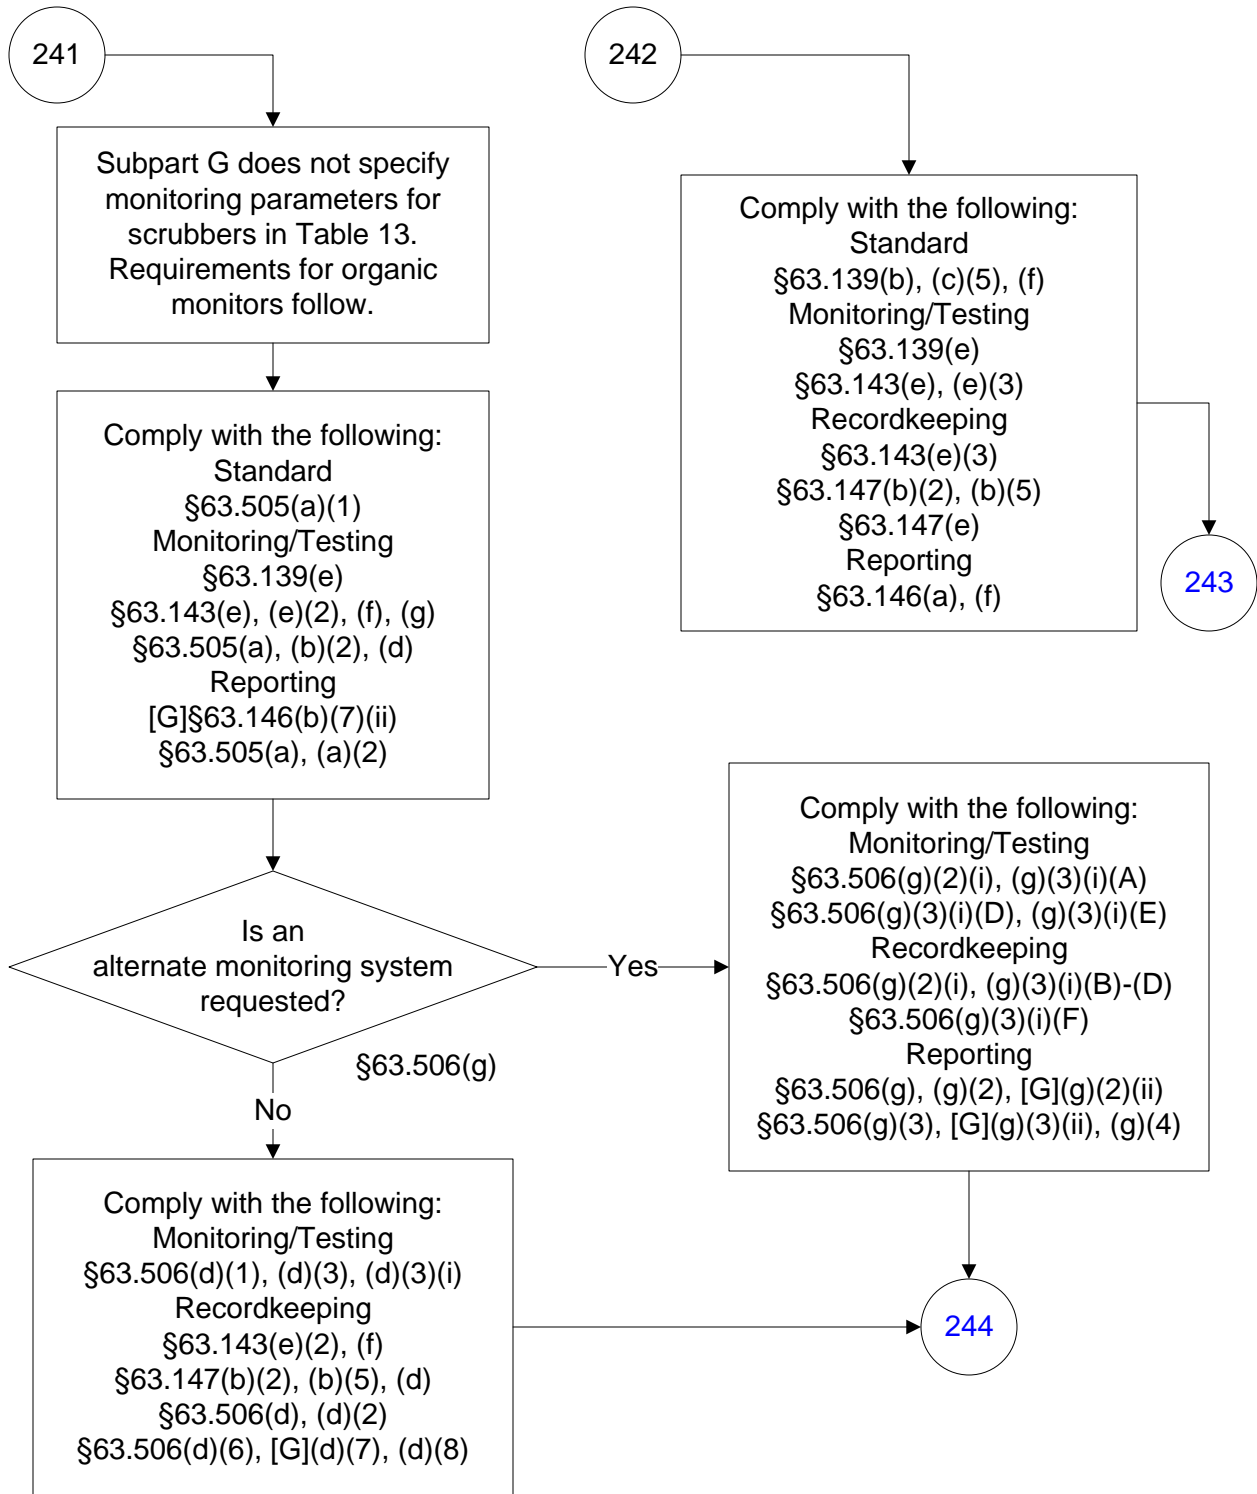 241
Subpart G does not specify
monitoring parameters for
scrubbers in Table 13.
Requirements for organic
monitors follow.
Comply with the following:
Standard
§63.505(a)(1)
Monitoring/Testing
§63.139(e)
§63.143(e), (e)(2), (f), (g)
§63.505(a), (b)(2), (d)
Reporting
[G]§63.146(b)(7)(ii)
§63.505(a), (a)(2)
Is an
alternate monitoring system
requested?
§63.506(g)
Yes
No
Comply with the following:
Monitoring/Testing
§63.506(d)(1), (d)(3), (d)(3)(i)
Recordkeeping
§63.143(e)(2), (f)
§63.147(b)(2), (b)(5), (d)
§63.506(d), (d)(2)
§63.506(d)(6), [G](d)(7), (d)(8)
242
Comply with the following:
Standard
§63.139(b), (c)(5), (f)
Monitoring/Testing
§63.139(e)
§63.143(e), (e)(3)
Recordkeeping
§63.143(e)(3)
§63.147(b)(2), (b)(5)
§63.147(e)
Reporting
§63.146(a), (f)
243
Comply with the following:
Monitoring/Testing
§63.506(g)(2)(i), (g)(3)(i)(A)
§63.506(g)(3)(i)(D), (g)(3)(i)(E)
Recordkeeping
§63.506(g)(2)(i), (g)(3)(i)(B)-(D)
§63.506(g)(3)(i)(F)
Reporting
§63.506(g), (g)(2), [G](g)(2)(ii)
§63.506(g)(3), [G](g)(3)(ii), (g)(4)
244